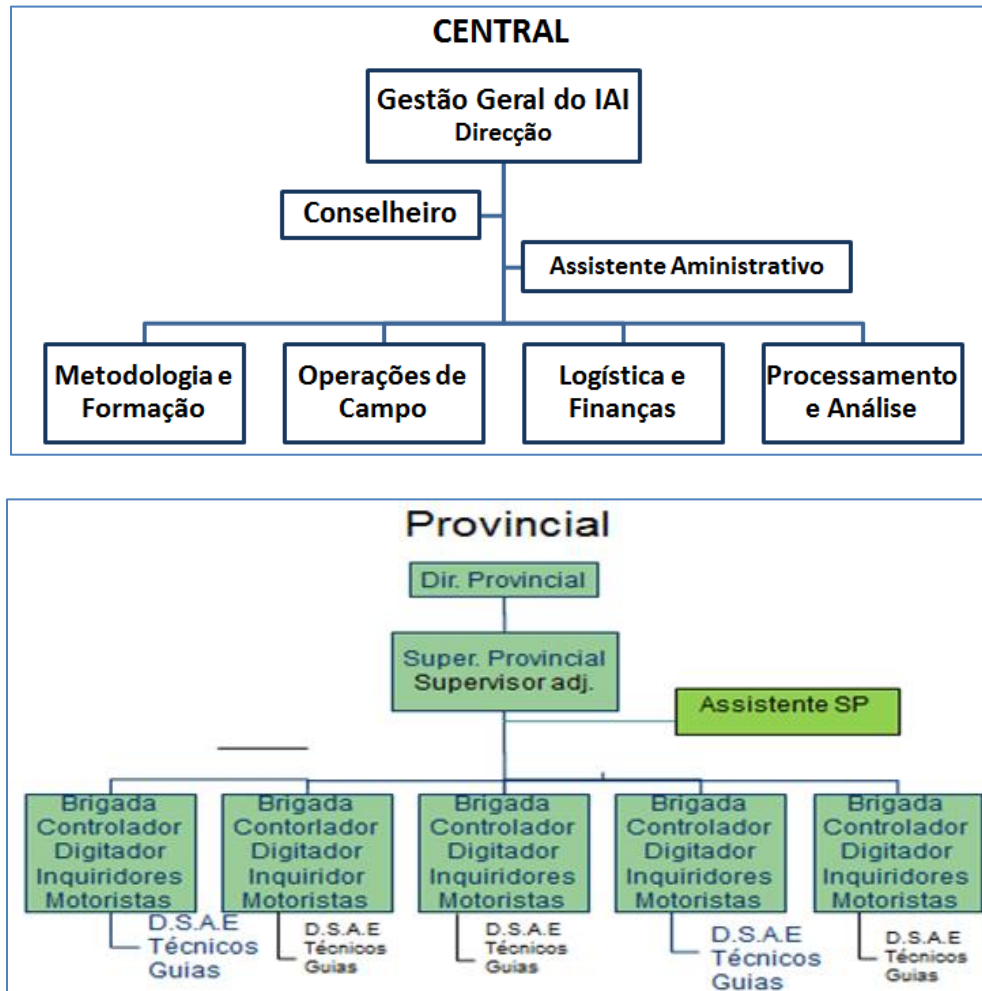 CENTRAL
Gestão Geral do IAI
Direcção
Conselheiro
Assistente Aministrativo
Metodologia e
Formação
Operações de
Campo
Logística e
Finanças
Processamento
e Análise
Provincial
Dir. Provincial
Super. Provincial
Supervisor adj.
Assistente SP
Brigada
Controlador
Digitador
Inquiridores
Motoristas
D.S.A.E
Técnicos
Guias
Brigada
Contorlador
Digitador
Inquiridor
Motoristas
D.S.A.E
Técnicos
Guias
Brigada
Controlador
Digitador
Inquiridores
Motoristas
D.S.A.E
Técnicos
Guias
Brigada
Controlador
Digitador
Inquiridores
Motoristas
D.S.A.E
Técnicos
Guias
Brigada
Controlador
Digitador
Inquiridores
Motoristas
D.S.A.E
Técnicos
Guias